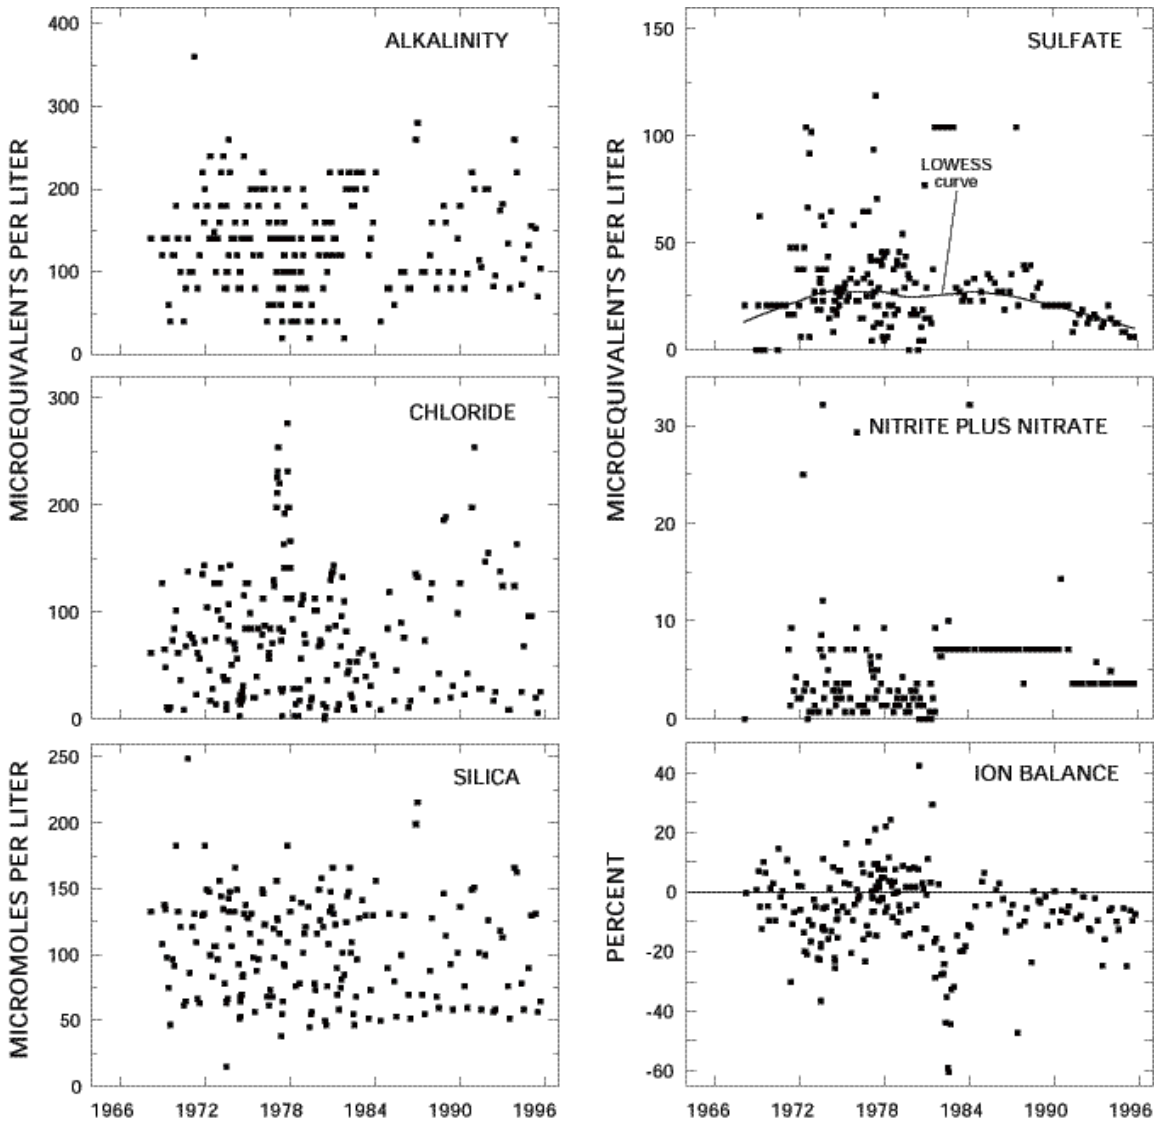 ALKALINITY
400
300
200
100
0
MICROEQUIVALENTS PER LITER
SULFATE
150
100
50
0
LOWESS
curve
MICROEQUIVALENTS PER LITER
CHLORIDE
300
200
100
0
NITRITE PLUS NITRATE
30
20
10
0
SILICA
250
200
150
100
50
0
MICROMOLES PER LITER
1966 1972 1978 1984 1990 1996
ION BALANCE
40
20
0
-20
-40
-60
PERCENT
1966 1972 1978 1984 1990 1996